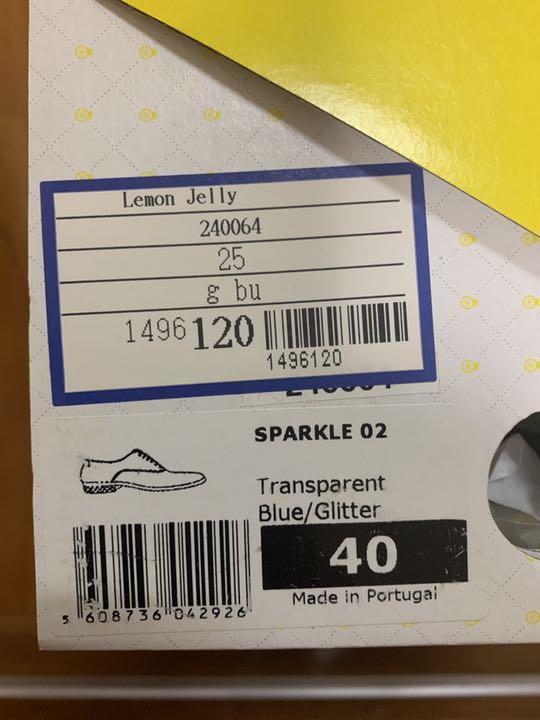 Lemon Jelly
240064
25
g bu
1496120
1496120
SPARKLE 02
Transparent
Blue/Glitter
40
Made in Portugal
5 608736 042926